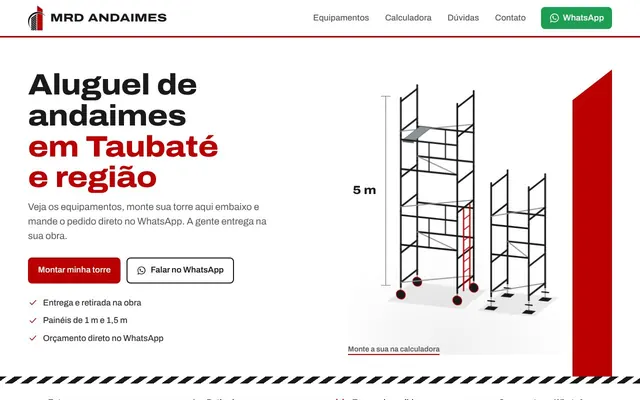 MRD ANDAIMES
Equipamentos
Calculadora
Dúvidas
Contato
WhatsApp
Aluguel de
andaimes
em Taubaté
e região
Veja os equipamentos, monte sua torre aqui embaixo e
mande o pedido direto no WhatsApp. A gente entrega na
sua obra.
Montar minha torre
Falar no WhatsApp
Entrega e retirada na obra
Painéis de 1 m e 1,5 m
Orçamento direto no WhatsApp
5 m
Monte a sua na calculadora